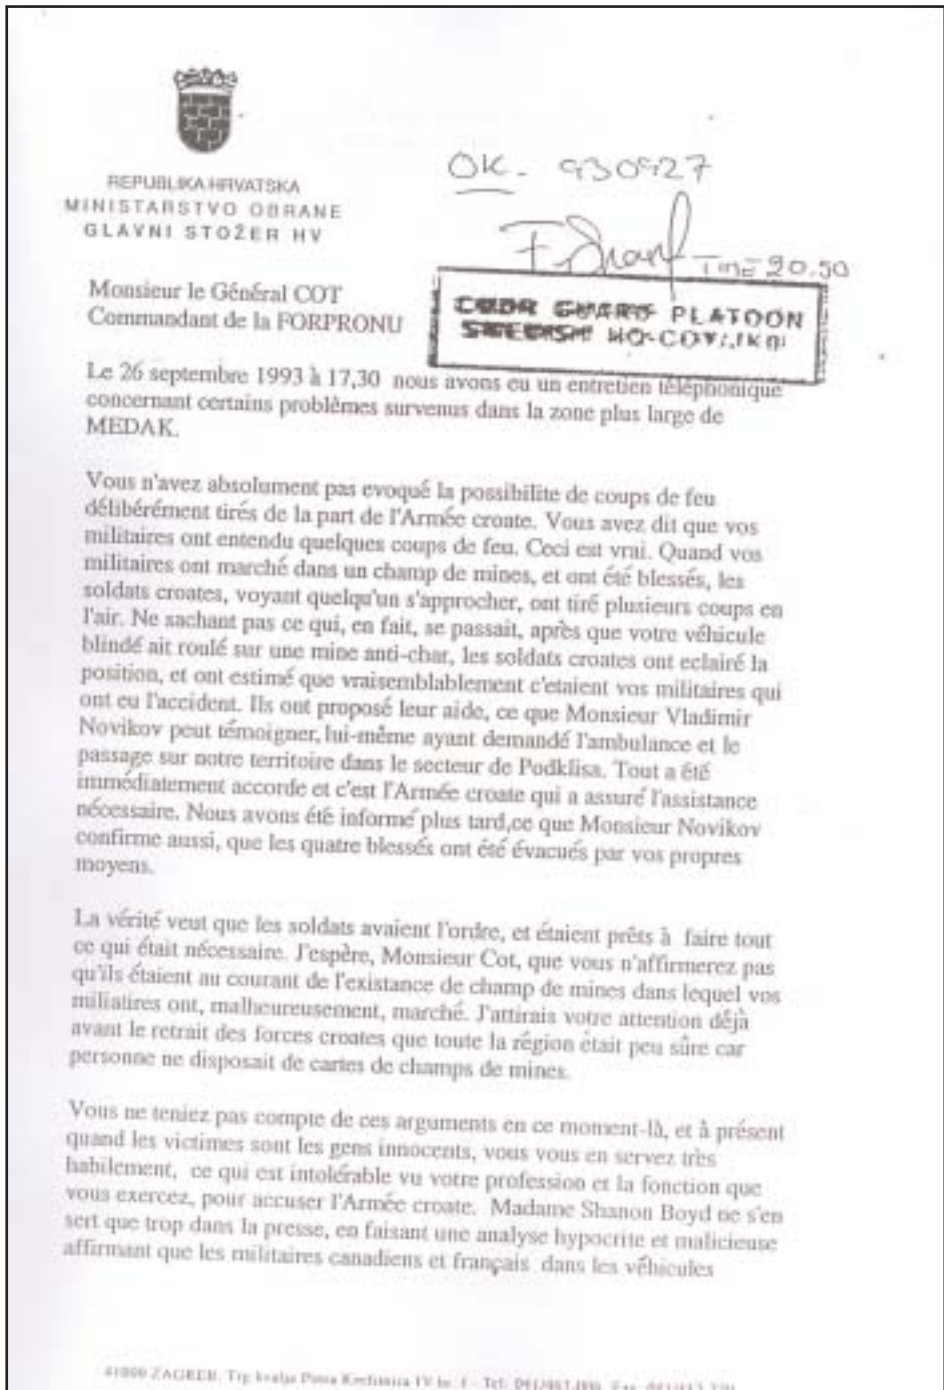 REPUBLIKA HRVATSKA
MINISTARSTVO OBRANE
GLAVNI STOŽER HV
OK. 930927
TIME 20.50
GUARD PLATOON
SWEDISH
Monsieur le Général COT
Commandant de la FORPRONU
Le 26 septembre 1993 à 17,30 nous avons eu un entretien téléphonique
concernant certains problèmes survenus dans la zone plus large de
MEDAK.
Vous n'avez absolument pas evoqué la possibilite de coups de feu
délibérément tirés de la part de l'Armée croate. Vous avez dit que vos
militaires ont entendu quelques coups de feu. Ceci est vrai. Quand vos
militaires ont marché dans un champ de mines, et ont été blessés, les
soldats croates, voyant quelqu'un s'approcher, ont tiré plusieurs coups en
l'air. Ne sachant pas ce qui, en fait, se passait, après que votre véhicule
blindé ait roulé sur une mine anti-char, les soldats croates ont eclairé la
position, et ont estimé que vraisemblablement c'etaient vos militaires qui
ont eu l'accident. Ils ont proposé leur aide, ce que Monsieur Vladimir
Novikov peut témoigner, lui-même ayant demandé l'ambulance et le
passage sur notre territoire dans le secteur de Podklisa. Tout a été
immédiatement accorde et c'est l'Armée croate qui a assuré l'assistance
nécessaire. Nous avons été informé plus tard,ce que Monsieur Novikov
confirme aussi, que les quatre blessés ont été évacués par vos propres
moyens.
La vérité veut que les soldats avaient l'ordre, et étaient prêts à faire tout
ce qui était nécessaire. J'espère, Monsieur Cot, que vous n'affirmerez pas
qu'ils étaient au courant de l'existance de champ de mines dans lequel vos
miliatires ont, malheureusement, marché. J'attirais votre attention déjà
avant le retrait des forces croates que toute la région était peu sûre car
personne ne disposait de cartes de champs de mines.
Vous ne teniez pas compte de ces arguments en ce moment-là, et à présent
quand les victimes sont les gens innocents, vous vous en servez très
habilement, ce qui est intolérable vu votre profession et la fonction que
vous exercez, pour accuser l'Armée croate. Madame Shanon Boyd ne s'en
sert que trop dans la presse, en faisant une analyse hypocrite et malicieuse
affirmant que les militaires canadiens et français dans les véhicules
41000 ZAGREB, Trg kralja Petra Krešimira IV br. 1 - Tel: